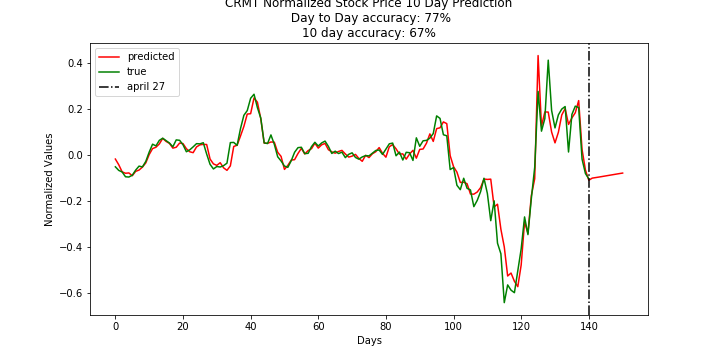 CRMT Normalized Stock Price 10 Day Prediction
Day to Day accuracy: 77%
10 day accuracy: 67%
predicted
true
april 27
Normalized Values
0.4
0.2
0.0
−0.2
−0.4
−0.6
0
20
40
60
80
100
120
140
Days